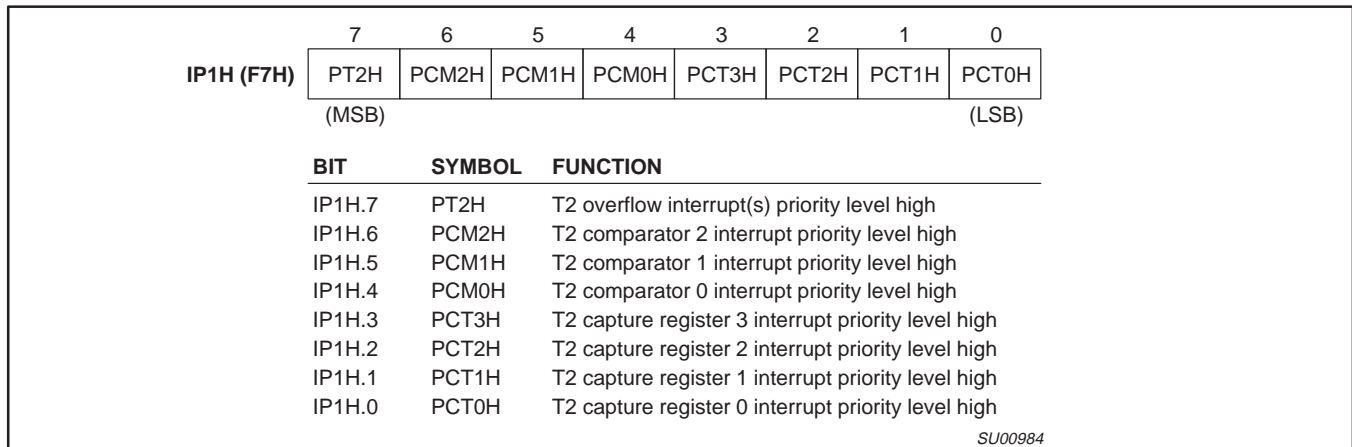 7 6 5 4 3 2 1 0
IP1H (F7H) PT2H PCM2H PCM1H PCM0H PCT3H PCT2H PCT1H PCT0H
(MSB) (LSB)
BIT SYMBOL FUNCTION
IP1H.7 PT2H T2 overflow interrupt(s) priority level high
IP1H.6 PCM2H T2 comparator 2 interrupt priority level high
IP1H.5 PCM1H T2 comparator 1 interrupt priority level high
IP1H.4 PCM0H T2 comparator 0 interrupt priority level high
IP1H.3 PCT3H T2 capture register 3 interrupt priority level high
IP1H.2 PCT2H T2 capture register 2 interrupt priority level high
IP1H.1 PCT1H T2 capture register 1 interrupt priority level high
IP1H.0 PCT0H T2 capture register 0 interrupt priority level high
SU00984